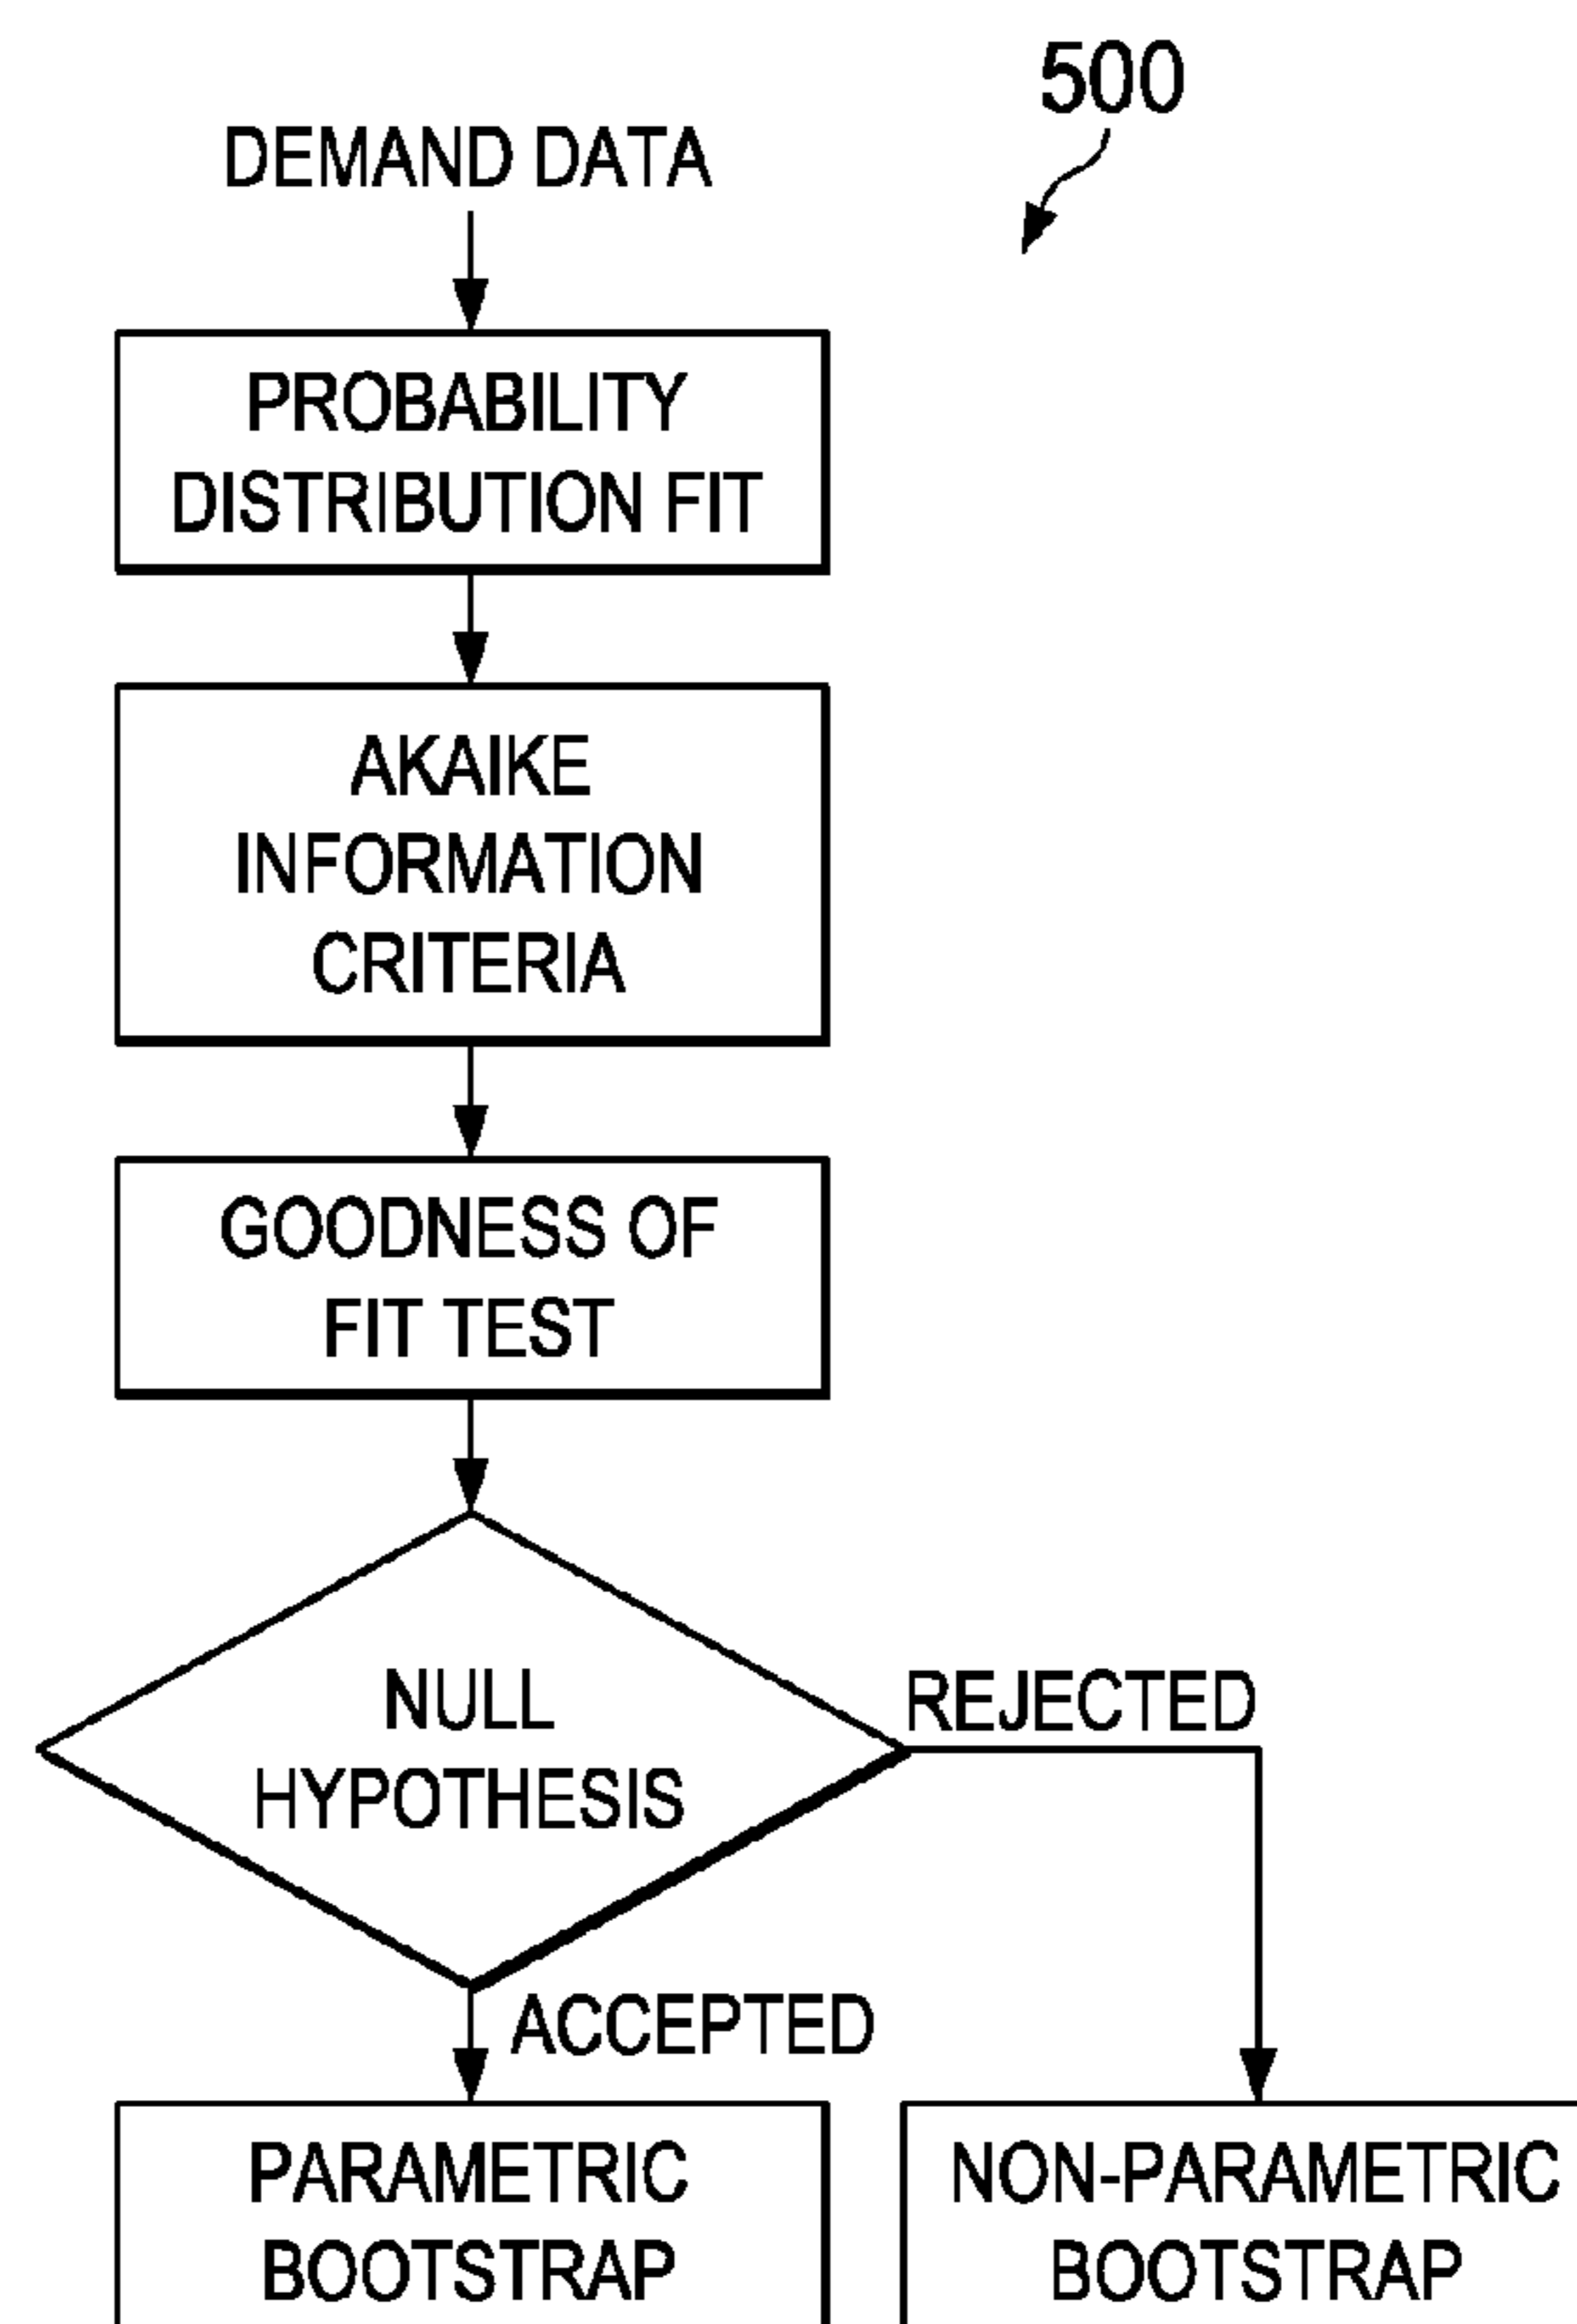 500
DEMAND DATA
PROBABILITY
DISTRIBUTION FIT
AKAIKE
INFORMATION
CRITERIA
GOODNESS OF
FIT TEST
NULL
HYPOTHESIS
REJECTED
ACCEPTED
PARAMETRIC
BOOTSTRAP
NON-PARAMETRIC
BOOTSTRAP